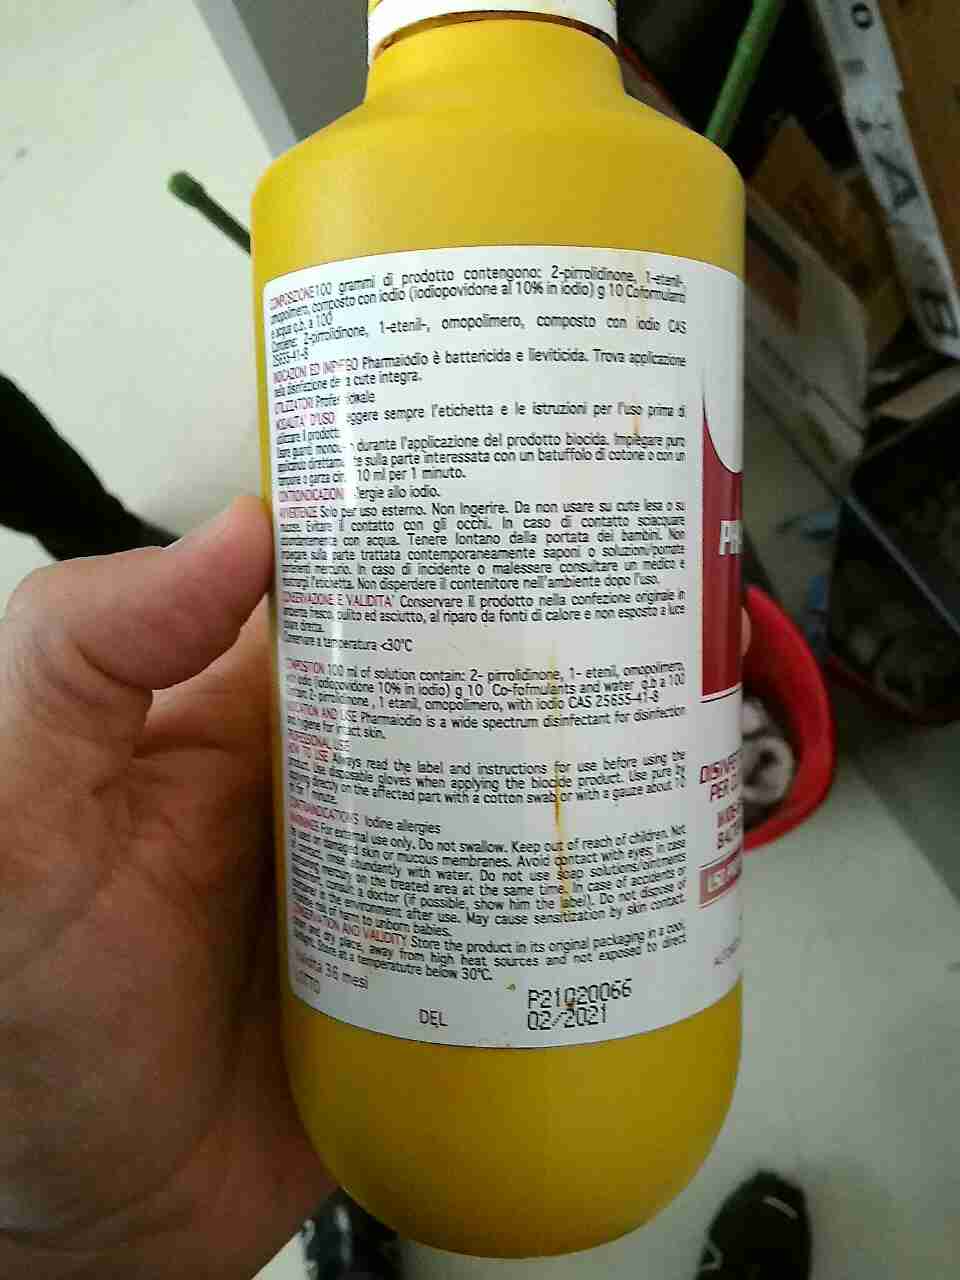 COMPOSIZIONE 100 grammi di prodotto contengono: 2-pirrolidinone, 1-etenil-,
omopolimero, composto con iodio (iodiopovidone al 10% in iodio) g 10 Coformulanti
e acqua q.b. a 100
Contiene: 2-pirrolidinone, 1-etenil-, omopolimero, composto con iodio CAS
25655-41-8
INDICAZIONI ED IMPIEGO Pharmaiodio è battericida e lieviticida. Trova applicazione
nella disinfezione della cute integra.
UTILIZZATORI Professionale
MODALITA' D'USO Leggere sempre l'etichetta e le istruzioni per l'uso prima di
utilizzare il prodotto.
Usare guanti durante l'applicazione del prodotto biocida. Impiegare puro
applicando direttamente sulla parte interessata con un batuffolo di cotone o con un
tampone o garza circa 10 ml per 1 minuto.
CONTROINDICAZIONI Allergie allo iodio.
AVVERTENZE Solo per uso esterno. Non Ingerire. Da non usare su cute lesa o su
mucose. Evitare il contatto con gli occhi. In caso di contatto sciacquare
abbondantemente con acqua. Tenere lontano dalla portata dei bambini. Non
impiegare sulla parte trattata contemporaneamente saponi o soluzioni/pomate
contenenti mercurio. In caso di incidente o malessere consultare un medico e
mostrargli l'etichetta. Non disperdere il contenitore nell'ambiente dopo l'uso.
CONSERVAZIONE E VALIDITA' Conservare il prodotto nella confezione originale in
ambiente fresco, pulito ed asciutto, al riparo da fonti di calore e non esposto a luce
solare diretta.
Conservare a temperatura <30°C
COMPOSITION 100 ml of solution contain: 2- pirrolidinone, 1- etenil, omopolimero,
with iodio (iodiopovidone 10% in iodio) g 10 Co-fofmulants and water q.b a 100
Contain 2- pirrolidinone , 1 etanil, omopolimero, with iodio CAS 25655-41-8
INDICATION AND USE Pharmaiodio is a wide spectrum disinfectant for disinfection
and hygiene for intact skin.
PROFESSIONAL USE
HOW TO USE Always read the label and instructions for use before using the
product Use disposable gloves when applying the biocide product. Use pure by
applying directly on the affected part with a cotton swab or with a gauze about 10
ml for 1 minute.
CONTRAINDICATIONS Iodine allergies
WARNINGS For external use only. Do not swallow. Keep out of reach of children. Not
be used on damaged skin or mucous membranes. Avoid contact with eyes; in case
of contact, rinse abundantly with water. Do not use soap solutions/ointments
containing mercury on the treated area at the same time. In case of accidents or
consult a doctor (if possible, show him the label). Do not dispose of
container in the environment after use. May cause sensitization by skin contact.
Possible risk of harm to unborn babies.
CONSERVATION AND VALIDITY Store the product in its original packaging in a cool,
clean and dry place, away from high heat sources and not exposed to direct
sunlight. Store at a temperatutre below 30°C.
Validità 36 mesi
LOTTO P21020066
DEL 02/2021